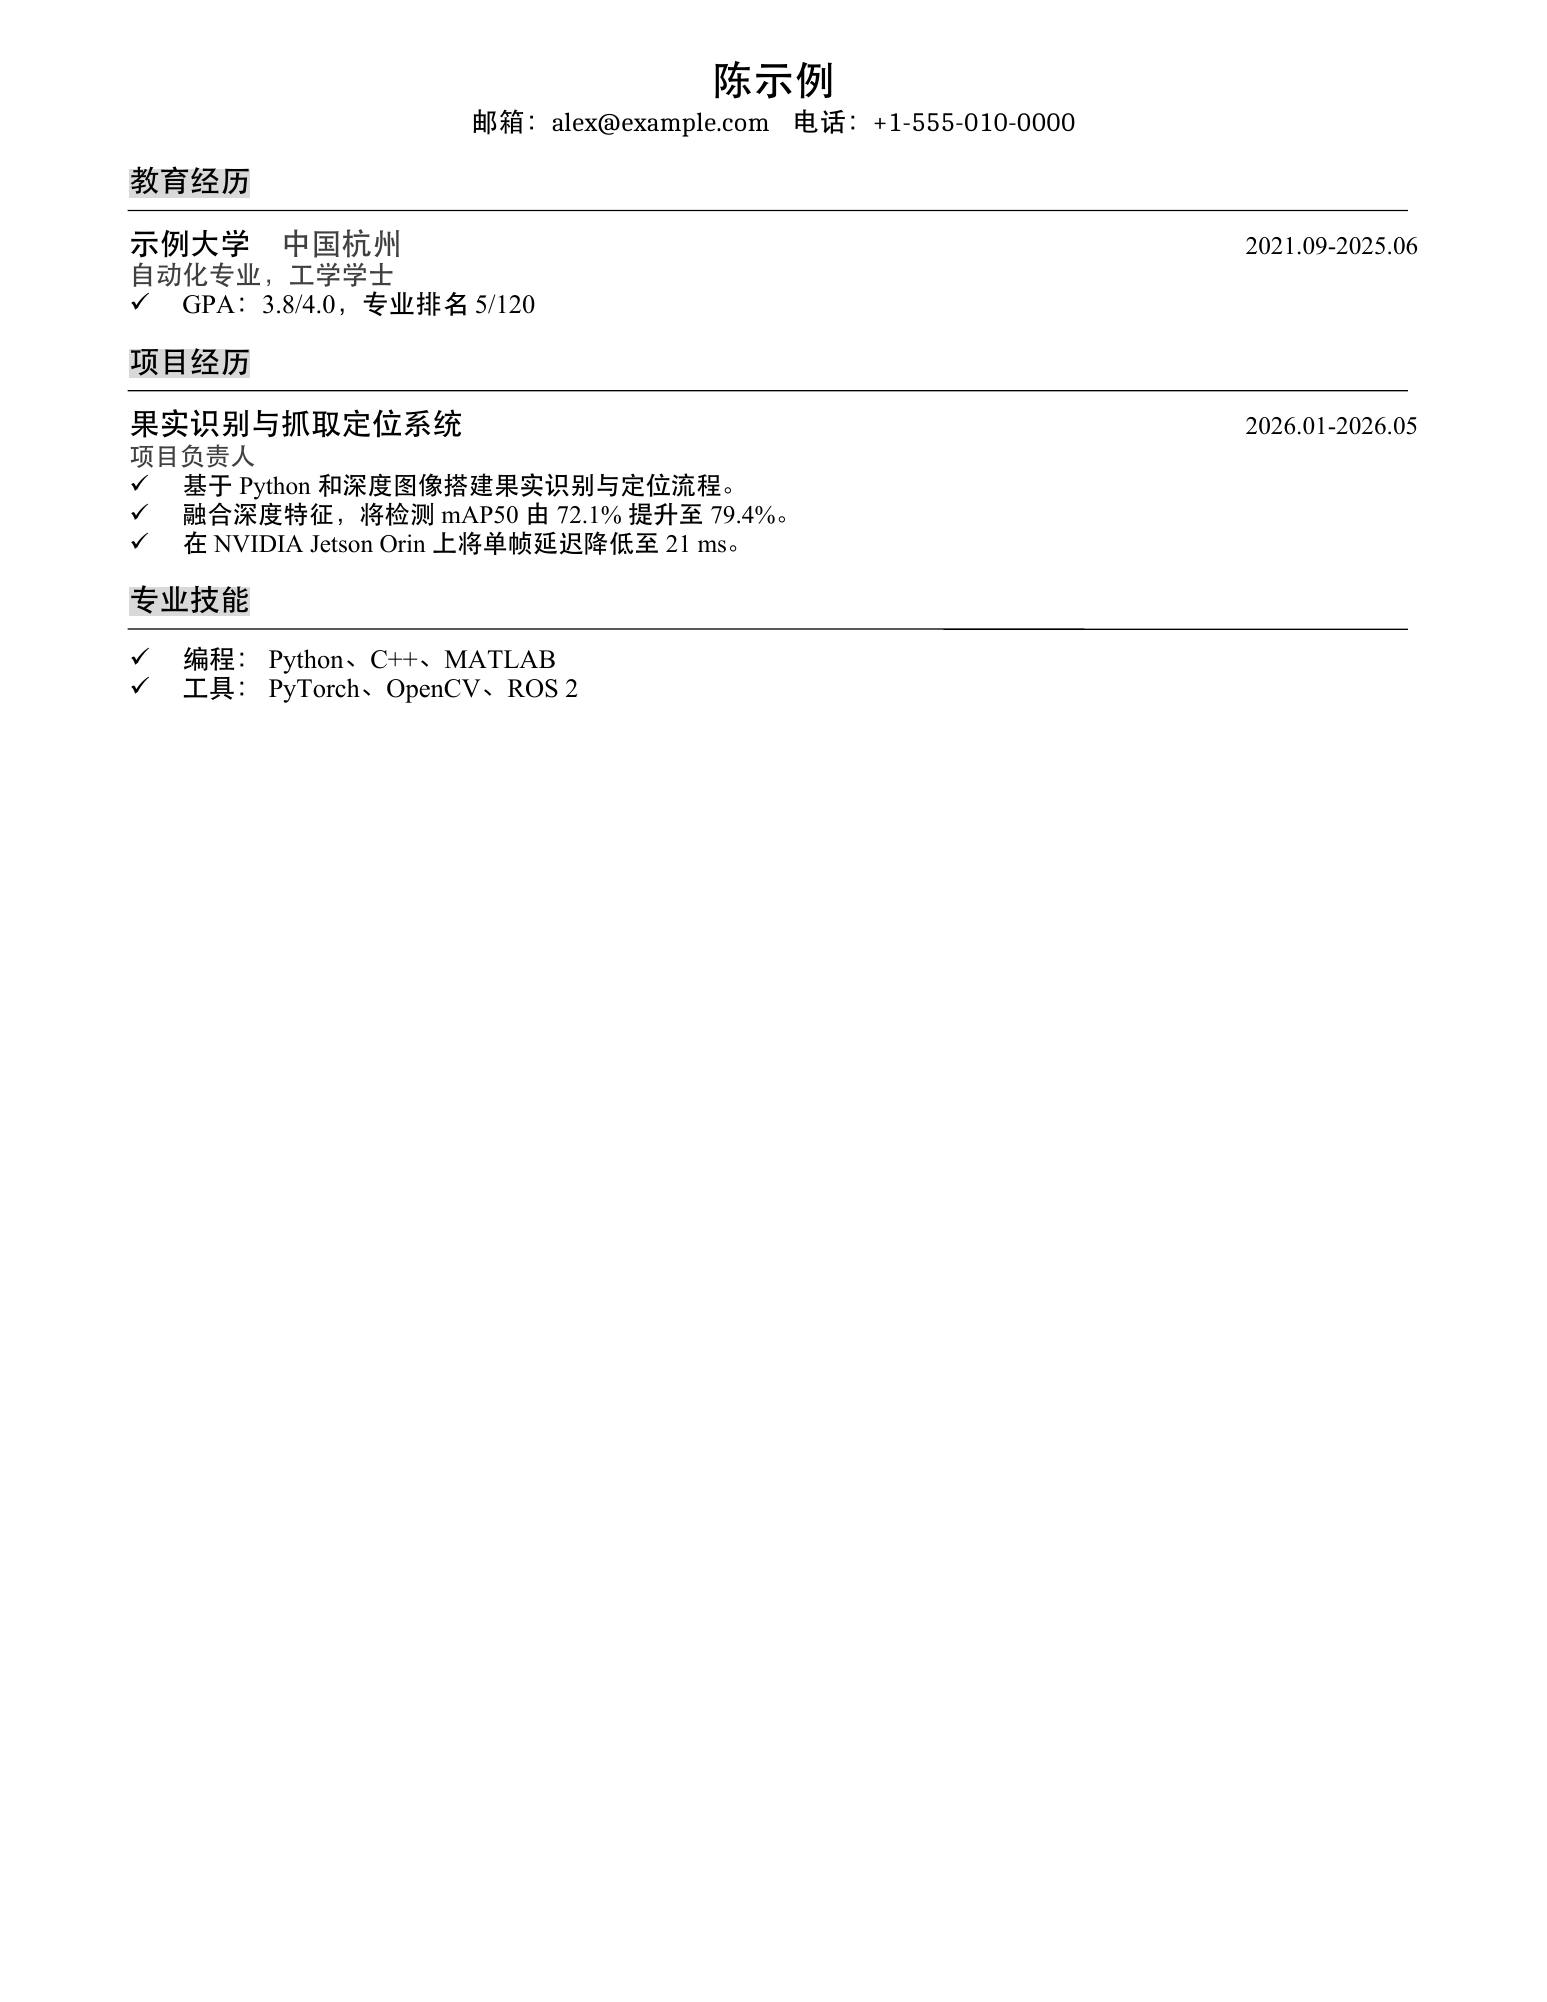 陈示例
邮箱：alex@example.com 电话：+1-555-010-0000
教育经历
示例大学 中国杭州 2021.09-2025.06
自动化专业，工学学士
✓ GPA：3.8/4.0，专业排名 5/120
项目经历
果实识别与抓取定位系统 2026.01-2026.05
项目负责人
✓ 基于 Python 和深度图像搭建果实识别与定位流程。
✓ 融合深度特征，将检测 mAP50 由 72.1% 提升至 79.4%。
✓ 在 NVIDIA Jetson Orin 上将单帧延迟降低至 21 ms。
专业技能
✓ 编程： Python、C++、MATLAB
✓ 工具： PyTorch、OpenCV、ROS 2